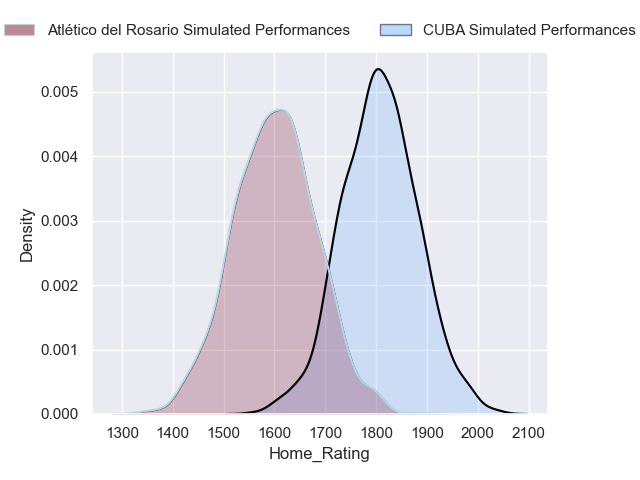 Atlético del Rosario Simulated Performances CUBA Simulated Performances
0.005
0.004
0.003
0.002
0.001
0.000
Density
1300 1400 1500 1600 1700 1800 1900 2000 2100
Home_Rating